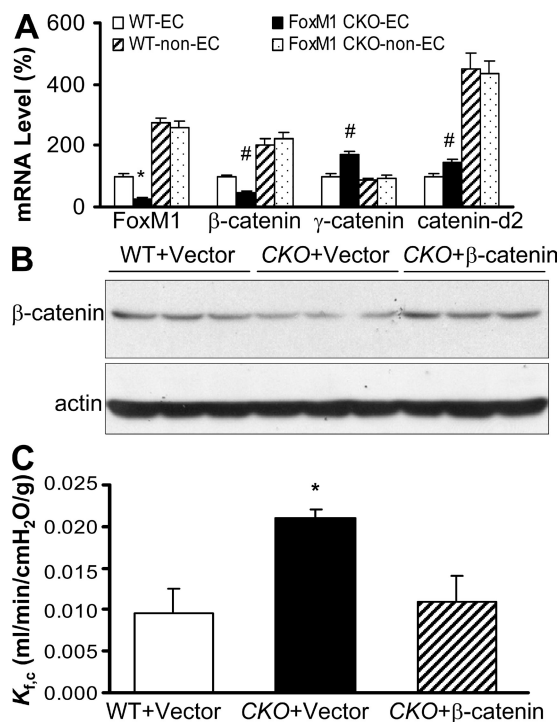 A
WT-EC
FoxM1 CKO-EC
WT-non-EC
FoxM1 CKO-non-EC
mRNA Level (%)
600
400
200
0
*
#
#
#
FoxM1
β-catenin
γ-catenin
catenin-d2
B
WT+Vector
CKO+Vector
CKO+β-catenin
β-catenin
actin
C
Kf,c (ml/min/cmH2O/g)
0.025
0.020
0.015
0.010
0.005
0.000
*
WT+Vector
CKO+Vector
CKO+β-catenin